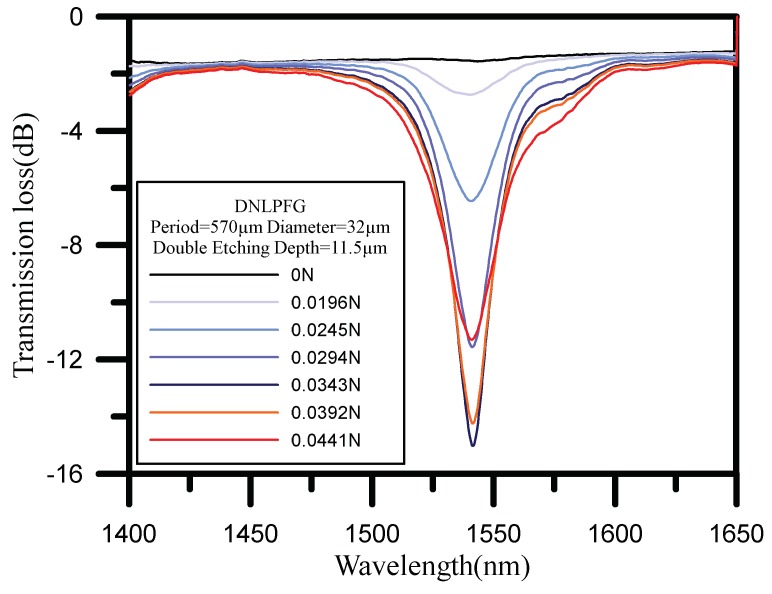 0
-4
-8
-12
-16
Transmission loss(dB)
DNLPFG
Period=570μm Diameter=32μm
Double Etching Depth=11.5μm
0N
0.0196N
0.0245N
0.0294N
0.0343N
0.0392N
0.0441N
1400 1450 1500 1550 1600 1650
Wavelength(nm)